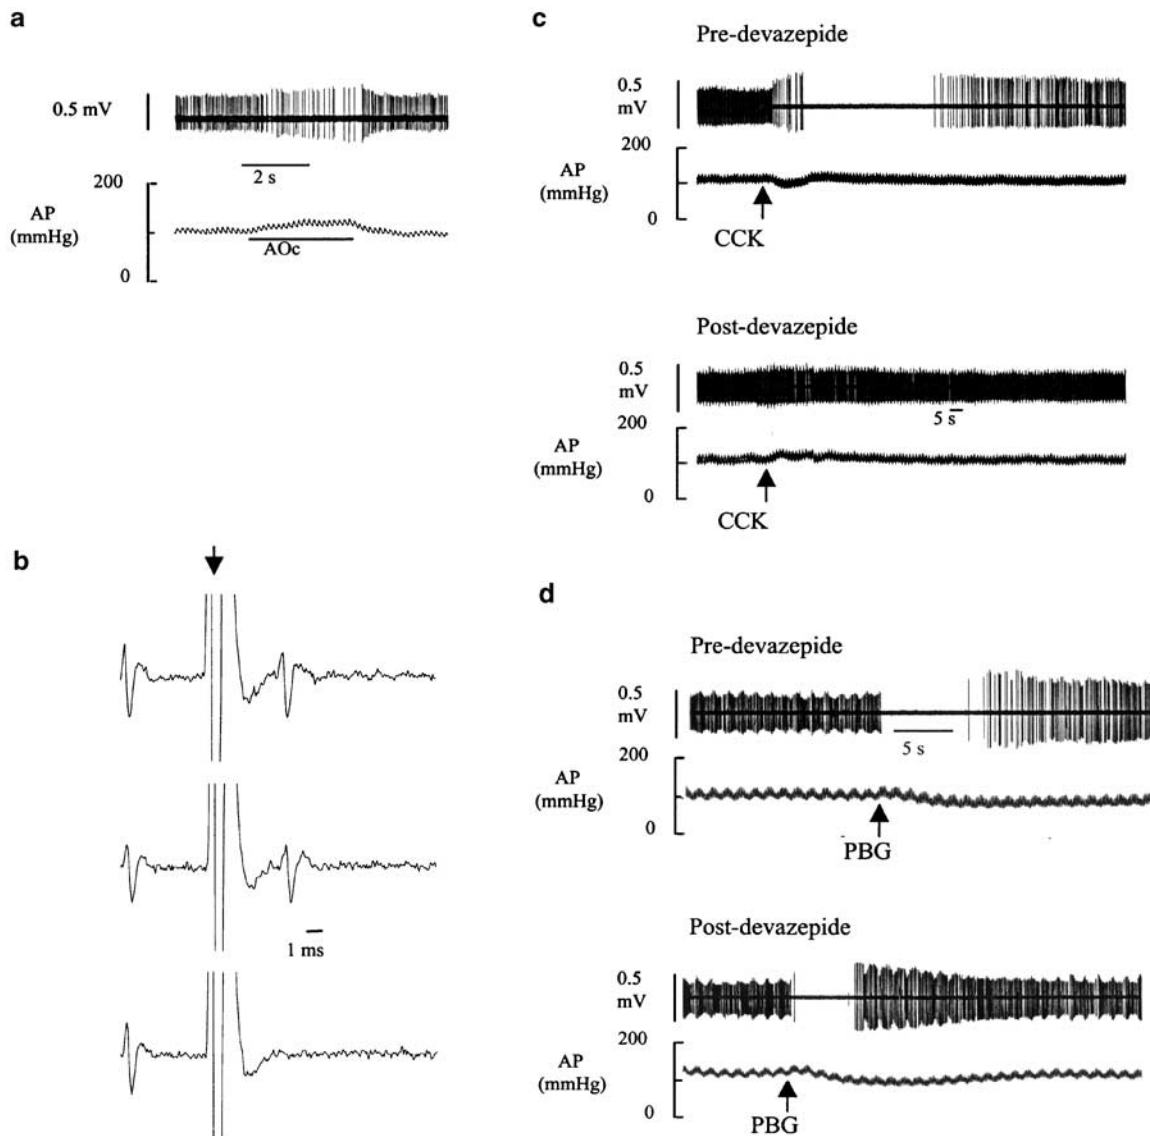 a
0.5 mV
2 s
200
AP
(mmHg)
0
AOc
b
1 ms
c
Pre-devazepide
0.5
mV
200
AP
(mmHg)
0
CCK
Post-devazepide
0.5
mV
5 s
200
AP
(mmHg)
0
CCK
d
Pre-devazepide
0.5
mV
5 s
200
AP
(mmHg)
0
PBG
Post-devazepide
0.5
mV
200
AP
(mmHg)
0
PBG